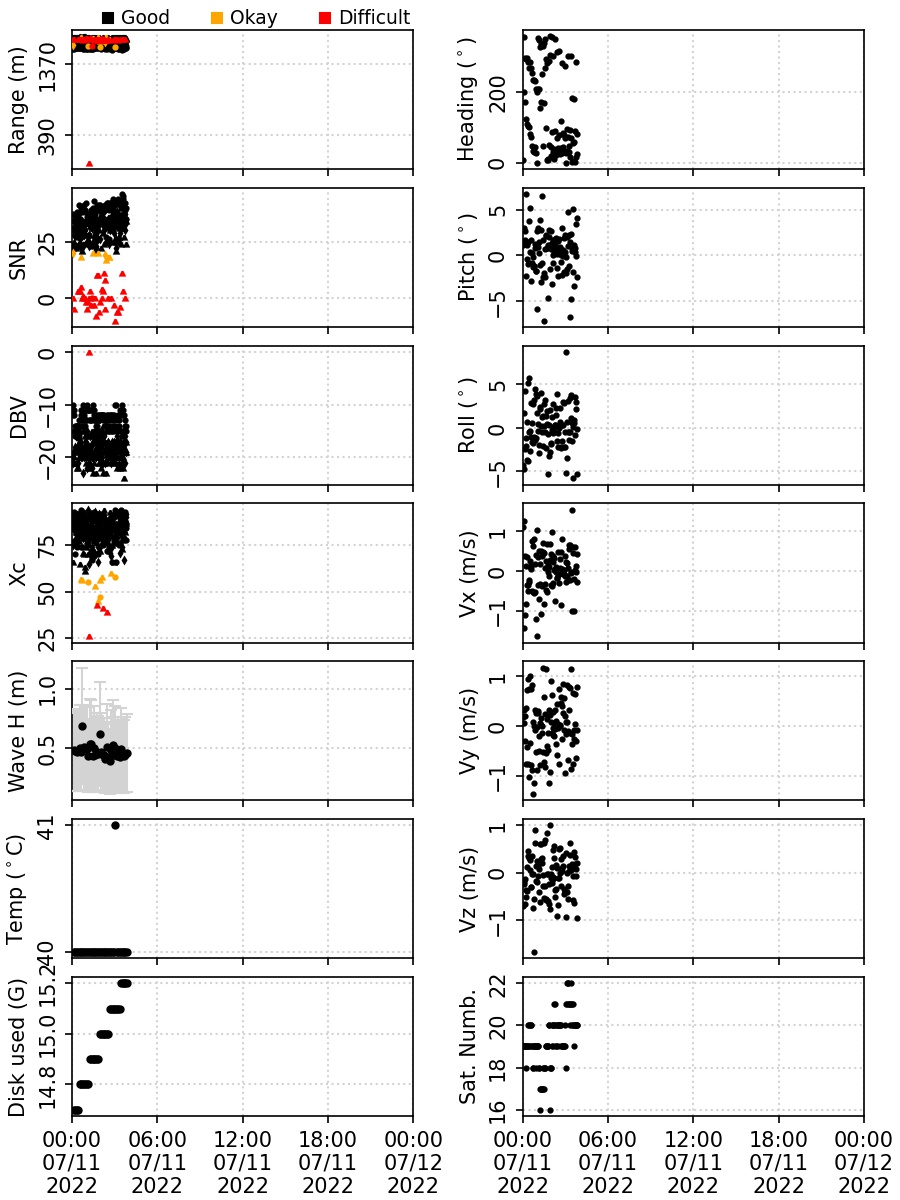 Good Okay Difficult
Range (m)
1370
390
Heading (°)
200
0
SNR
25
0
Pitch (°)
5
0
−5
DBV
0
−10
−20
Roll (°)
5
0
−5
Xc
75
50
25
Vx (m/s)
1
0
−1
Wave H (m)
1.0
0.5
Vy (m/s)
1
0
−1
Temp (°C)
41
40
Vz (m/s)
1
0
−1
Disk used (G)
15.2
15.0
14.8
Sat. Numb.
22
20
18
16
00:00 06:00 12:00 18:00 00:00
07/11 07/11 07/11 07/11 07/12
2022 2022 2022 2022 2022
00:00 06:00 12:00 18:00 00:00
07/11 07/11 07/11 07/11 07/12
2022 2022 2022 2022 2022